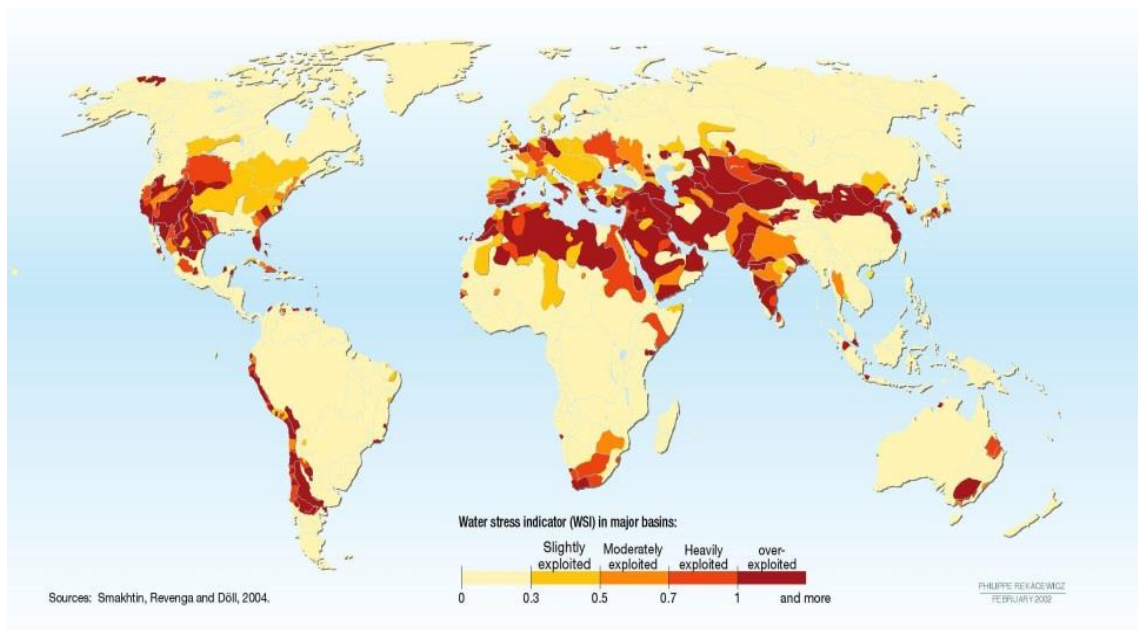 Water stress indicator (WSI) in major basins:
Slightly exploited
Moderately exploited
Heavily exploited
over-exploited
0 0.3 0.5 0.7 1 and more
Sources: Smakhtin, Revenga and Döll, 2004.
PHILIPPE REKACEWICZ
FEBRUARY 2002